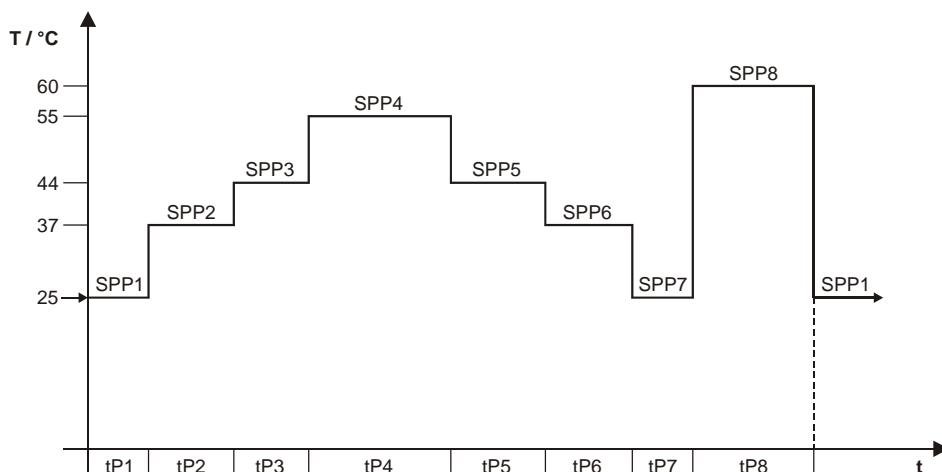 T / °C
60
SPP8
55
SPP4
44
SPP3
SPP5
37
SPP2
SPP6
25
SPP1
SPP7
SPP1
tP1 tP2 tP3 tP4 tP5 tP6 tP7 tP8 t